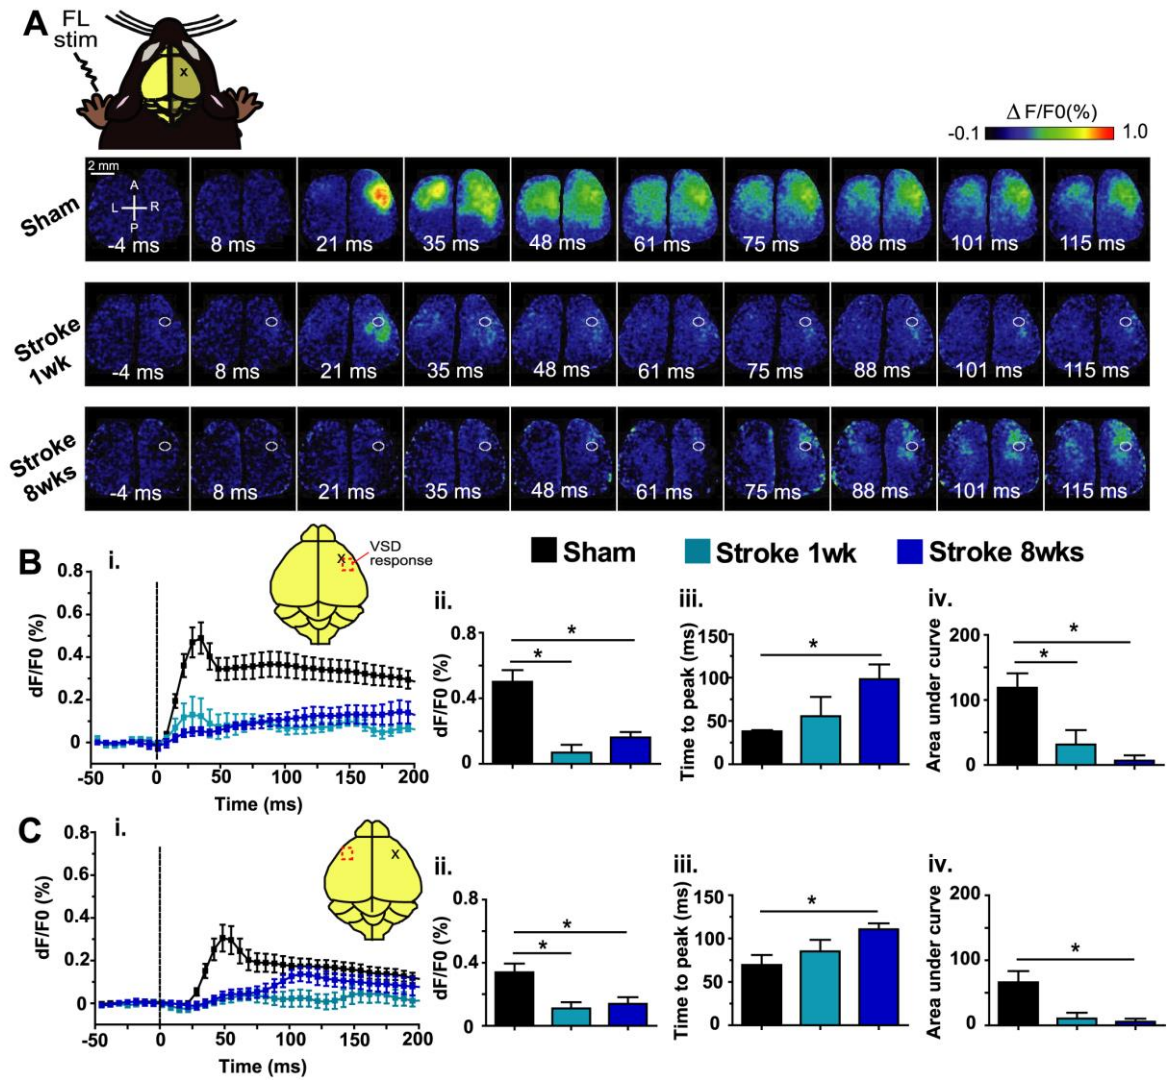 A
FL
stim
x
Δ F/F0(%)
-0.1 1.0
2 mm
A
L R
P
Sham
-4 ms 8 ms 21 ms 35 ms 48 ms 61 ms 75 ms 88 ms 101 ms 115 ms
Stroke
1wk
-4 ms 8 ms 21 ms 35 ms 48 ms 61 ms 75 ms 88 ms 101 ms 115 ms
Stroke
8wks
-4 ms 8 ms 21 ms 35 ms 48 ms 61 ms 75 ms 88 ms 101 ms 115 ms
Sham Stroke 1wk Stroke 8wks
B
i.
dF/F0 (%)
0.8
0.6
0.4
0.2
0
-50 0 50 100 150 200
Time (ms)
x
VSD
response
ii.
dF/F0 (%)
0.8
0.4
0
*
*
iii.
Time to peak (ms)
150
100
50
0
*
iv.
Area under curve
200
100
0
*
*
C
i.
dF/F0 (%)
0.8
0.6
0.4
0.2
0
-50 0 50 100 150 200
Time (ms)
x
ii.
dF/F0 (%)
0.8
0.4
0
*
*
iii.
Time to peak (ms)
150
100
50
0
*
iv.
Area under curve
200
100
0
*